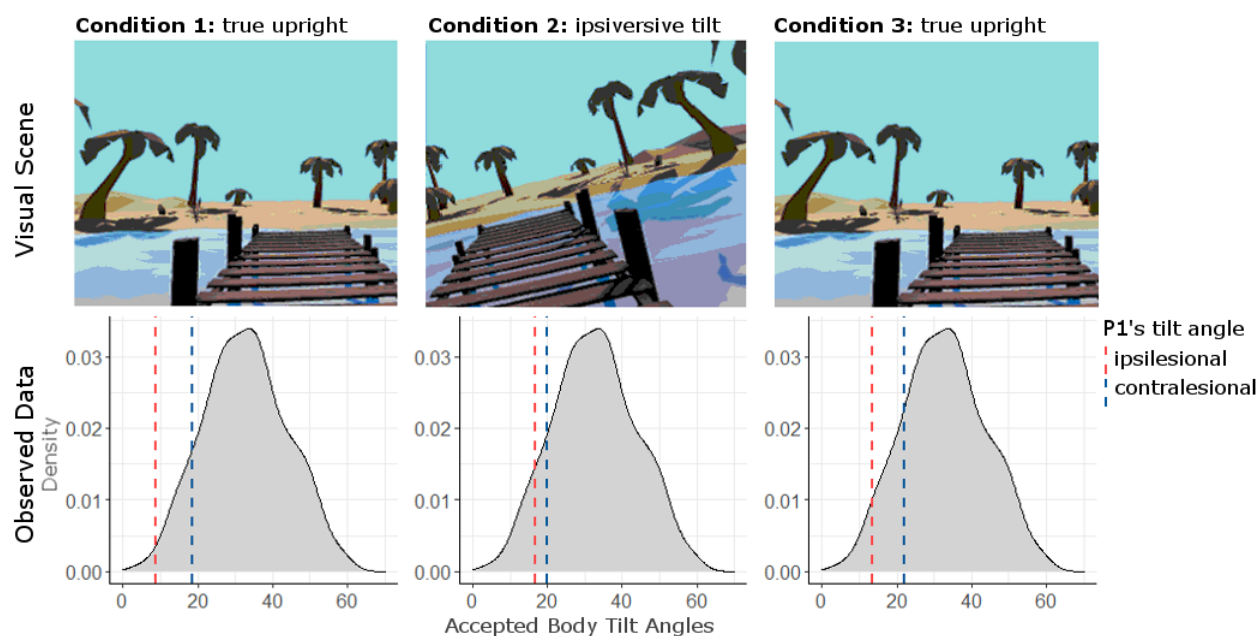 Condition 1: true upright
Condition 2: ipsiversive tilt
Condition 3: true upright
Visual Scene
Observed Data
Density
0.03
0.02
0.01
0.00
0 20 40 60
0.03
0.02
0.01
0.00
0 20 40 60
0.03
0.02
0.01
0.00
0 20 40 60
Accepted Body Tilt Angles
P1's tilt angle
ipsilesional
contralesional